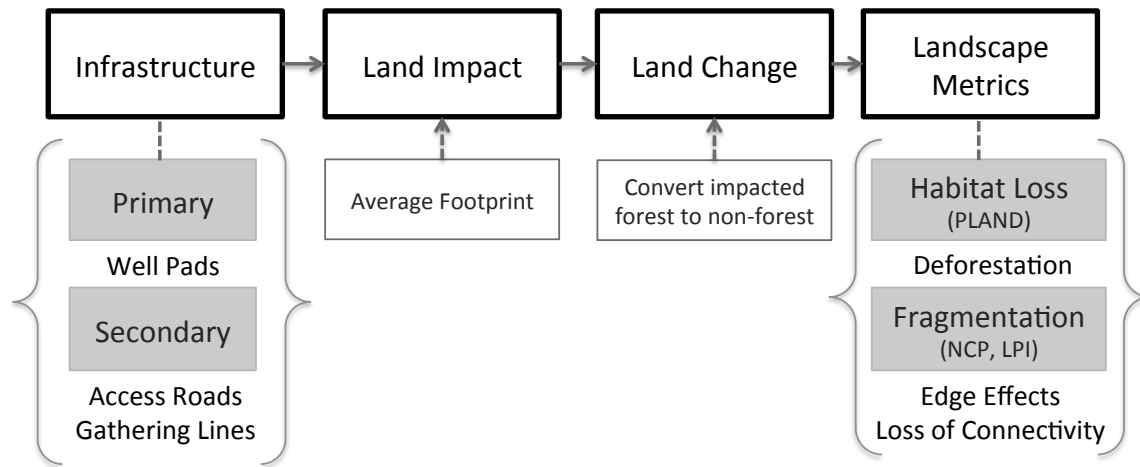 Infrastructure
Land Impact
Land Change
Landscape
Metrics
Primary
Well Pads
Secondary
Access Roads
Gathering Lines
Average Footprint
Convert impacted
forest to non-forest
Habitat Loss
(PLAND)
Deforestation
Fragmentation
(NCP, LPI)
Edge Effects
Loss of Connectivity